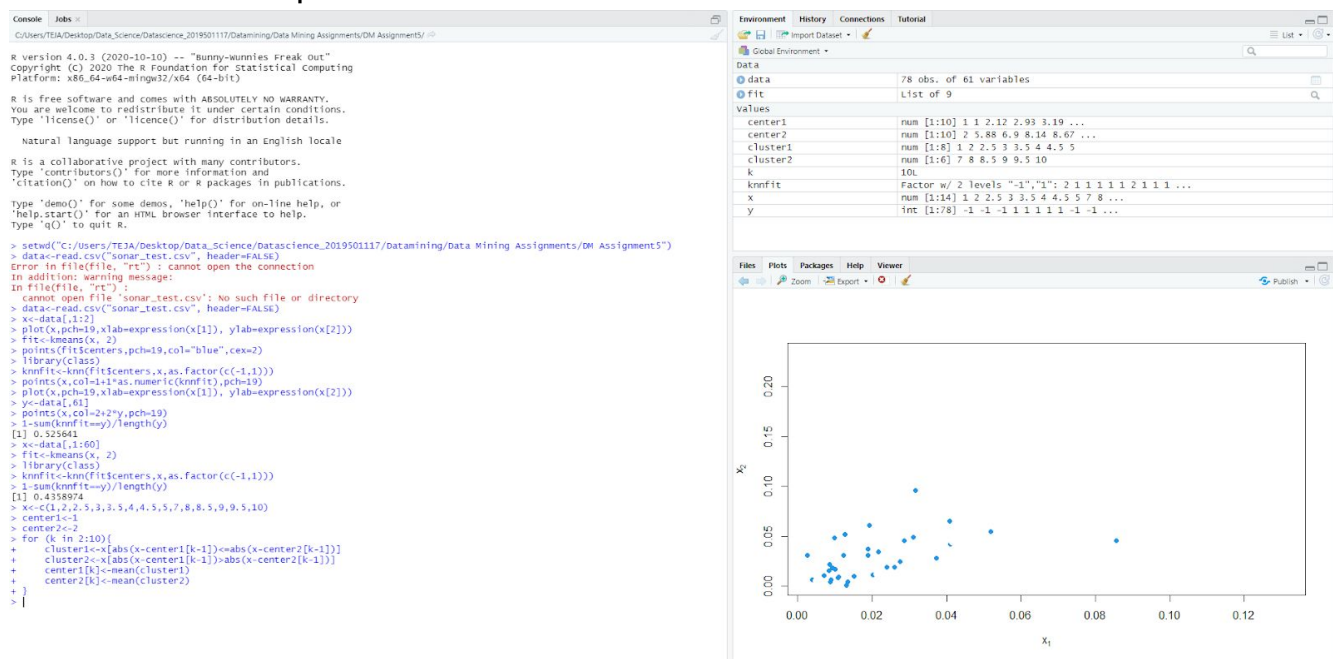 Console Jobs
C:/Users/TEJA/Desktop/Data_Science/Datascience_2019501117/Datamining/Data Mining Assignments/DM Assignment5/
R version 4.0.3 (2020-10-10) -- "Bunny-Wunnies Freak Out"
Copyright (C) 2020 The R Foundation for Statistical Computing
Platform: x86_64-w64-mingw32/x64 (64-bit)
R is free software and comes with ABSOLUTELY NO WARRANTY.
You are welcome to redistribute it under certain conditions.
Type 'license()' or 'licence()' for distribution details.
Natural language support but running in an English locale
R is a collaborative project with many contributors.
Type 'contributors()' for more information and
'citation()' on how to cite R or R packages in publications.
Type 'demo()' for some demos, 'help()' for on-line help, or
'help.start()' for an HTML browser interface to help.
Type 'q()' to quit R.
> setwd("C:/Users/TEJA/Desktop/Data_Science/Datascience_2019501117/Datamining/Data Mining Assignments/DM Assignment5")
> data<-read.csv("sonar_test.csv", header=FALSE)
Error in file(file, "rt") : cannot open the connection
In addition: Warning message:
In file(file, "rt") :
cannot open file 'sonar_test.csv': No such file or directory
> data<-read.csv("sonar_test.csv", header=FALSE)
> x<-data[,1:2]
> plot(x,pch=19,xlab=expression(x[1]), ylab=expression(x[2]))
> fit<-kmeans(x, 2)
> points(fit$centers,pch=19,col="blue",cex=2)
> library(class)
> knnfit<-knn(fit$centers,x,as.factor(c(-1,1)))
> points(x,col=1+1*as.numeric(knnfit),pch=19)
> plot(x,pch=19,xlab=expression(x[1]), ylab=expression(x[2]))
> y<-data[,61]
> points(x,col=2+2*y,pch=19)
> 1-sum(knnfit==y)/length(y)
[1] 0.525641
> x<-data[,1:60]
> fit<-kmeans(x, 2)
> library(class)
> knnfit<-knn(fit$centers,x,as.factor(c(-1,1)))
> 1-sum(knnfit==y)/length(y)
[1] 0.4358974
> x<-c(1,2,2.5,3,3.5,4,4.5,5,7,8,8.5,9,9.5,10)
> center1<-1
> center2<-2
> for (k in 2:10){
+ cluster1<-x[abs(x-center1[k-1])<=abs(x-center2[k-1])]
+ cluster2<-x[abs(x-center1[k-1])>abs(x-center2[k-1])]
+ center1[k]<-mean(cluster1)
+ center2[k]<-mean(cluster2)
+ }
>
Environment History Connections Tutorial
Import Dataset List
Global Environment
Data
data 78 obs. of 61 variables
fit List of 9
Values
center1 num [1:10] 1 1 2.12 2.93 3.19 ...
center2 num [1:10] 2 5.88 6.9 8.14 8.67 ...
cluster1 num [1:8] 1 2 2.5 3 3.5 4 4.5 5
cluster2 num [1:6] 7 8 8.5 9 9.5 10
k 10L
knnfit Factor w/ 2 levels "-1","1": 2 1 1 1 1 1 2 1 1 1 ...
x num [1:14] 1 2 2.5 3 3.5 4 4.5 5 7 8 ...
y int [1:78] -1 -1 -1 1 1 1 1 1 -1 -1 ...
Files Plots Packages Help Viewer
Zoom Export Publish
0.20
0.15
0.10
0.05
0.00
x2
0.00 0.02 0.04 0.06 0.08 0.10 0.12
x1